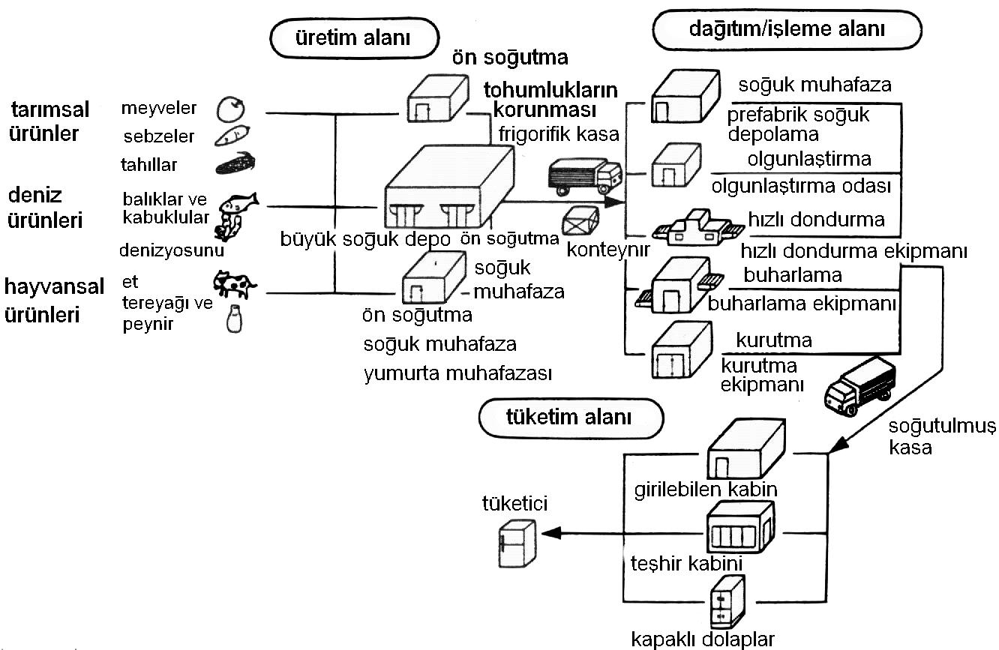 üretim alanı
dağıtım/işleme alanı
ön soğutma
tohumlukların
korunması
frigorifik kasa
tarımsal
ürünler
meyveler
sebzeler
tahıllar
deniz
ürünleri
balıklar ve
kabuklular
denizyosunu
hayvansal
ürünleri
et
tereyağı ve
peynir
büyük soğuk depo
ön soğutma
konteynır
soğuk
muhafaza
ön soğutma
soğuk muhafaza
yumurta muhafazası
soğuk muhafaza
prefabrik soğuk
depolama
olgunlaştirma
olgunlaştırma odası
hızlı dondurma
hızlı dondurma ekipmanı
buharlama
buharlama ekipmanı
kurutma
kurutma
ekipmanı
soğutulmuş
kasa
tüketim alanı
girilebilen kabin
tüketici
teşhir kabini
kapaklı dolaplar